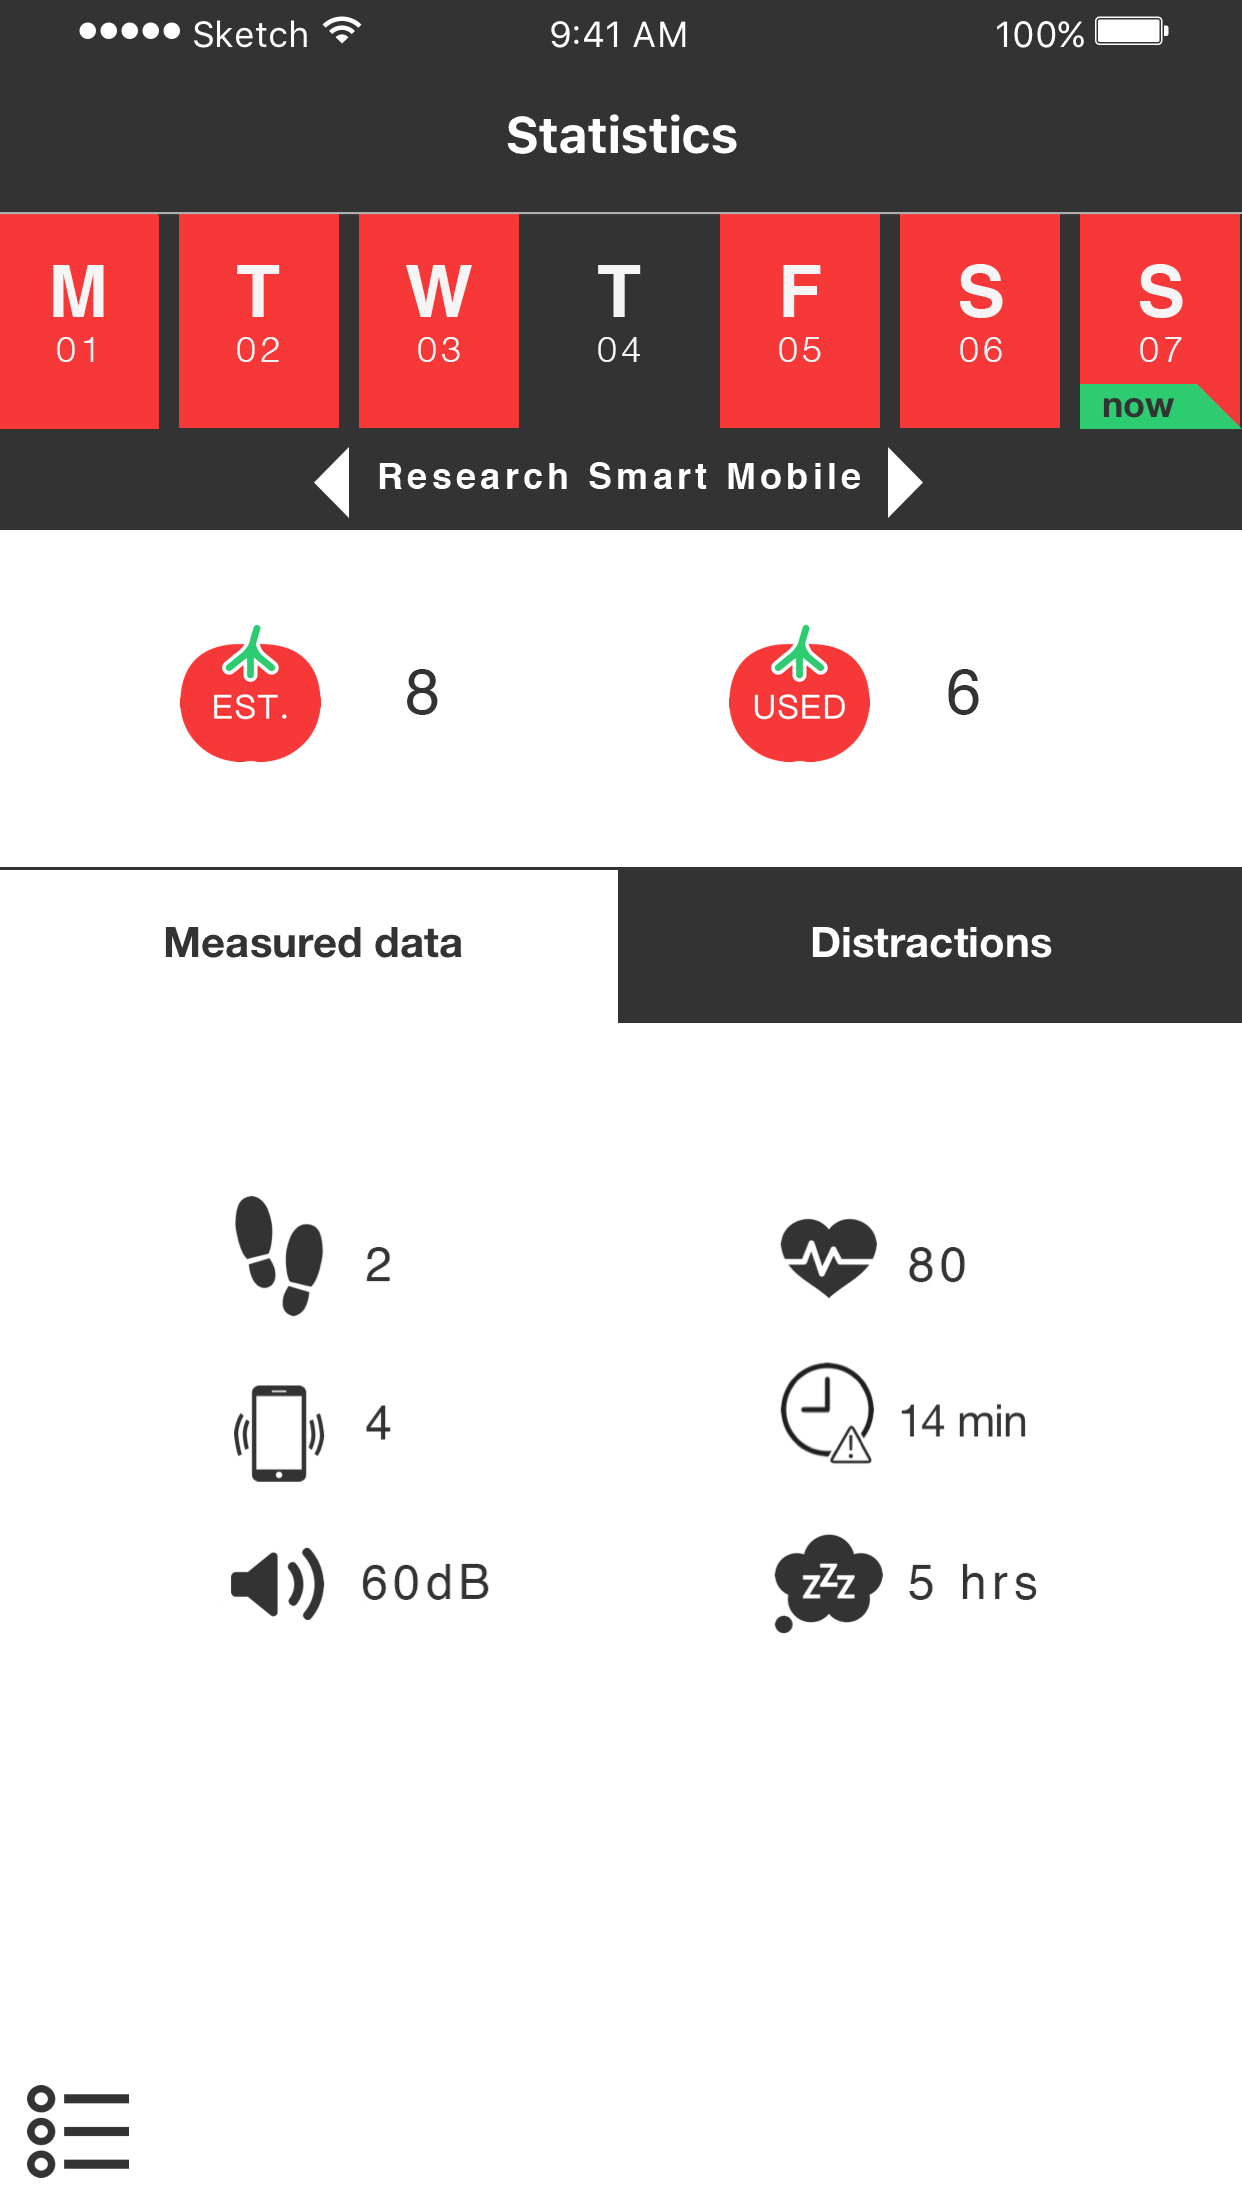 Sketch 9:41 AM 100%
Statistics
M T W T F S S
01 02 03 04 05 06 07
now
Research Smart Mobile
EST. 8 USED 6
Measured data Distractions
2 80
4 14 min
60dB zZz 5 hrs